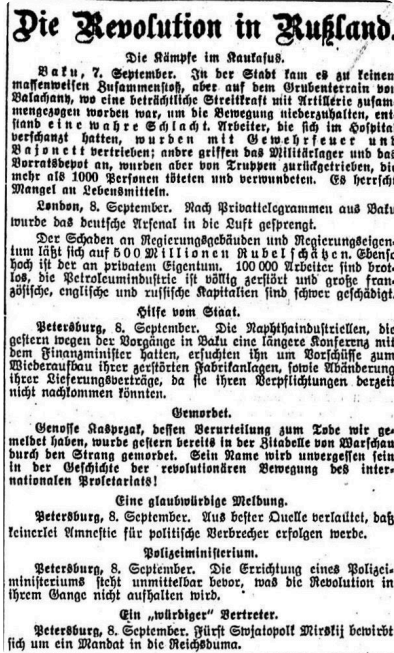 Die Revolution in Rußland.
Die Kämpfe im Kaukasus.
Baku, 7. September. In der Stadt kam es zu keinen
massenweisen Zusammenstoß, aber auf dem Grubenterrain von
Balachany, wo eine beträchtliche Streitkraft mit Artillerie zusam
mengezogen worden war, um die Bewegung niederzuhalten, ent
stand eine wahre Schlacht. Arbeiter, die sich im Hospital
verschanzt hatten, wurden mit Gewehrfeuer und
Bajonett vertrieben; andre griffen das Militärlager und das
Vorratsdepot an, wurden aber von Truppen zurückgetrieben, die
mehr als 1000 Personen töteten und verwundeten. Es herrscht
Mangel an Lebensmitteln.
London, 8. September. Nach Privattelegrammen aus Baku
wurde das deutsche Arsenal in die Luft gesprengt.
Der Schaden an Regierungsgebäuden und Regierungseigen-
tum läßt sich auf 500 Millionen Rubel schätzen. Ebenso
hoch ist der an privatem Eigentum. 100 000 Arbeiter sind brot-
los, die Petroleumindustrie ist völlig zerstört und große fran-
zösische, englische und russische Kapitalien sind schwer geschädigt.
Hilfe vom Staat.
Petersburg, 8. September. Die Naphthaindustriellen, die
gestern wegen der Vorgänge in Baku eine längere Konferenz mit
dem Finanzminister hatten, ersuchten ihn um Vorschüsse zum
Wiederaufbau ihrer zerstörten Fabrikanlagen, sowie Abänderung
ihrer Lieferungsverträge, da sie ihren Verpflichtungen derzeit
nicht nachkommen könnten.
Gemordet.
Genosse Kasprzak, dessen Verurteilung zum Tode wir ge-
meldet haben, wurde gestern bereits in der Zitadelle von Warschau
durch den Strang gemordet. Sein Name wird unvergessen sein
in der Geschichte der revolutionären Bewegung des inter-
nationalen Proletariats!
Eine glaubwürdige Meldung.
Petersburg, 8. September. Aus bester Quelle verlautet, daß
keinerlei Amnestie für politische Verbrecher erfolgen werde.
Polizeiministerium.
Petersburg, 8. September. Die Errichtung eines Polizei-
ministeriums steht unmittelbar bevor, was die Revolution in
ihrem Gange nicht aufhalten wird.
Ein „würdiger" Vertreter.
Petersburg, 8. September. Fürst Swjatopolk Mirskij bewirbt
sich um ein Mandat in die Reichsduma.